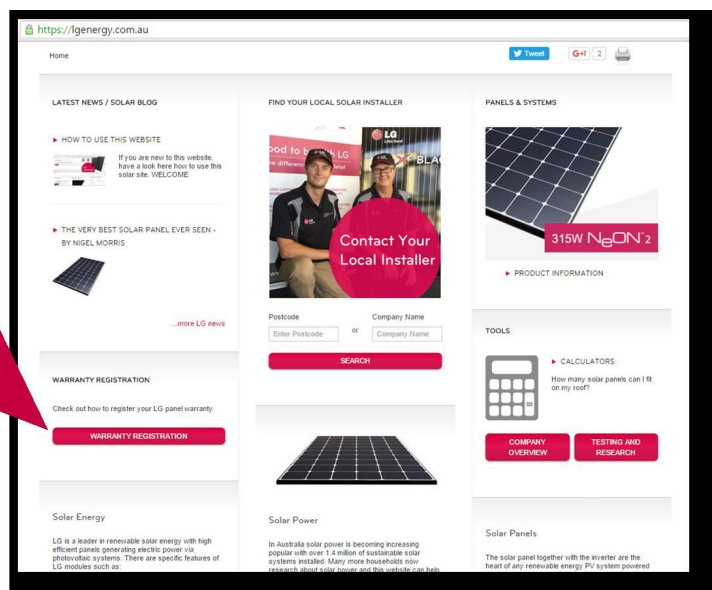 https://lgenergy.com.au
Home
Tweet
G+1
2
LATEST NEWS / SOLAR BLOG
HOW TO USE THIS WEBSITE
If you are new to this website,
have a look here how to use this
solar site. WELCOME
THE VERY BEST SOLAR PANEL EVER SEEN -
BY NIGEL MORRIS
...more LG news
WARRANTY REGISTRATION
Check out how to register your LG panel warranty
WARRANTY REGISTRATION
Solar Energy
LG is a leader in renewable solar energy with high
efficient panels generating electric power via
photovoltaic systems. There are specific features of
LG modules such as:
FIND YOUR LOCAL SOLAR INSTALLER
LG
Contact Your
Local Installer
Postcode
Company Name
Enter Postcode
or
Company Name
SEARCH
Solar Power
In Australia solar power is becoming increasing
popular with over 1.4 million of sustainable solar
systems installed. Many more households now
research about solar power and this website can help
PANELS & SYSTEMS
315W NeON 2
PRODUCT INFORMATION
TOOLS
CALCULATORS
How many solar panels can I fit
on my roof?
COMPANY
OVERVIEW
TESTING AND
RESEARCH
Solar Panels
The solar panel together with the inverter are the
heart of any renewable energy PV system powered